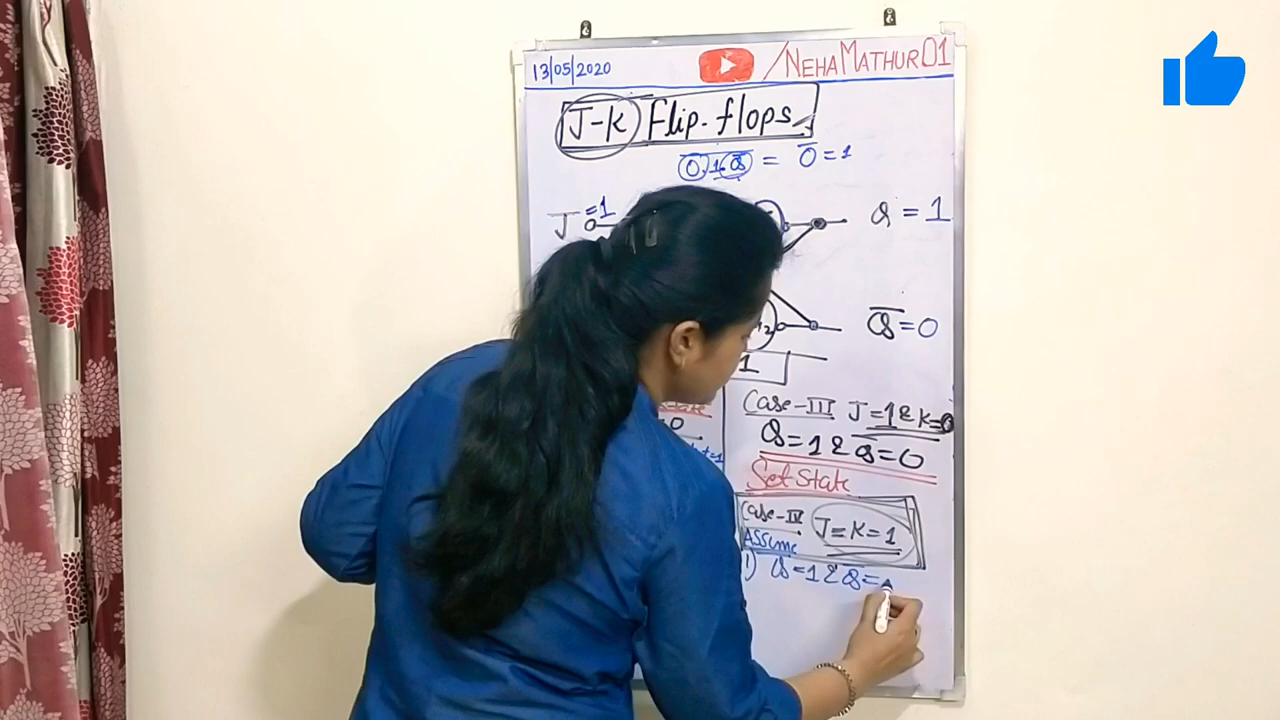 13/05/2020 /NEHAMATHUR01
J-K Flip-flops
0.1.Q̅ = 0̅ = 1
J =1
Q = 1
Q̅ = 0
1
Case-III J=1 & K=0
Q=1 & Q̅=0
Set State
Case-IV J=K=1
Assume
1) Q=1 & Q̅=